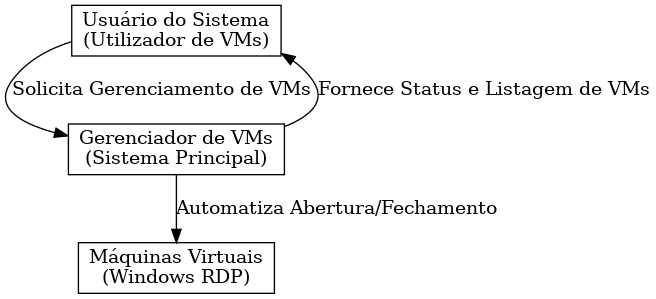 Usuário do Sistema
(Utilizador de VMs)
Solicita Gerenciamento de VMs
Fornece Status e Listagem de VMs
Gerenciador de VMs
(Sistema Principal)
Automatiza Abertura/Fechamento
Máquinas Virtuais
(Windows RDP)